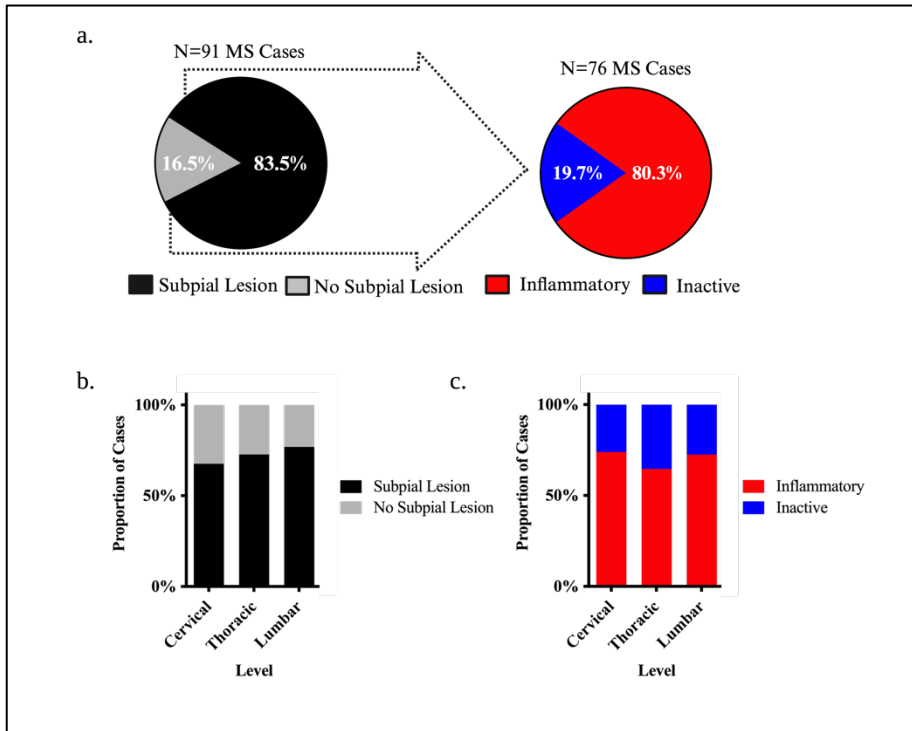 a.
N=91 MS Cases
N=76 MS Cases
16.5%
83.5%
19.7%
80.3%
Subpial Lesion
No Subpial Lesion
Inflammatory
Inactive
b.
100%
50%
0%
Proportion of Cases
Cervical
Thoracic
Lumbar
Level
Subpial Lesion
No Subpial Lesion
c.
100%
50%
0%
Proportion of Cases
Cervical
Thoracic
Lumbar
Level
Inflammatory
Inactive